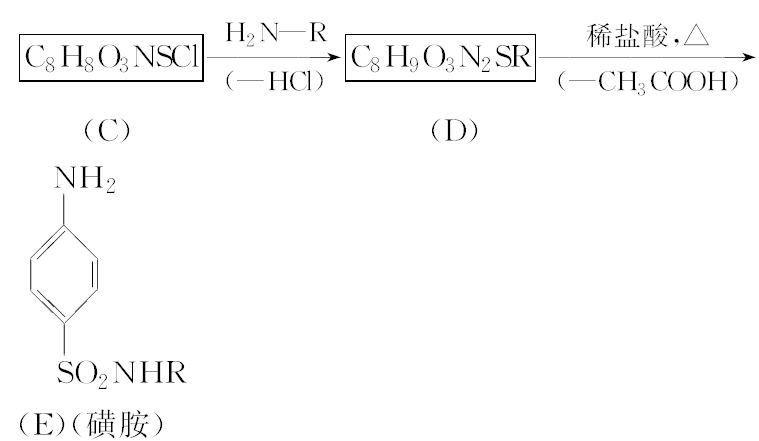 C₈H₈O₃NSCl H₂N—R (—HCl) C₈H₉O₃N₂SR 稀盐酸,△ (—CH₃COOH)
(C) (D)
NH₂
SO₂NHR
(E)(磺胺)